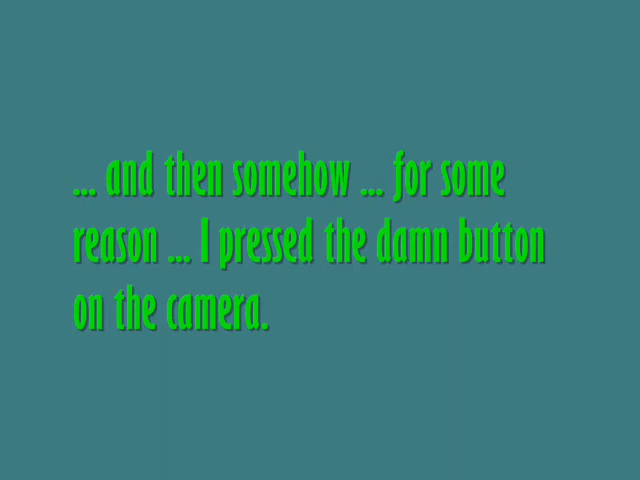 ... and then somehow ... for some
reason ... I pressed the damn button
on the camera.